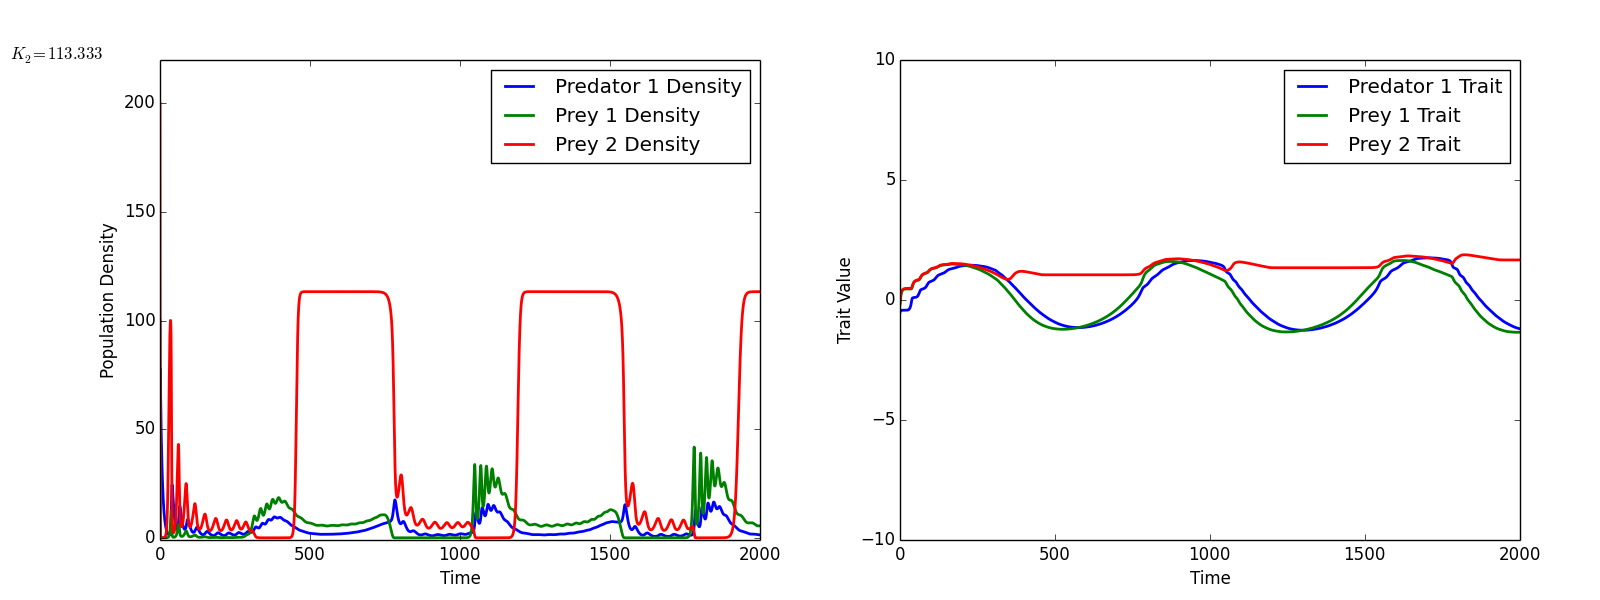 K₂=113.333
Population Density
200
150
100
50
0
0
500
1000
1500
2000
Time
Predator 1 Density
Prey 1 Density
Prey 2 Density
Trait Value
10
5
0
−5
−10
0
500
1000
1500
2000
Time
Predator 1 Trait
Prey 1 Trait
Prey 2 Trait